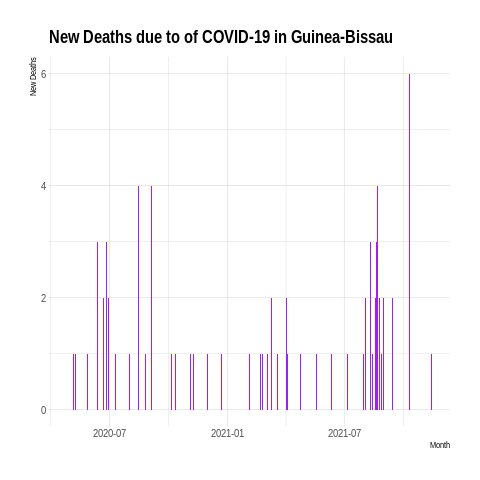 New Deaths due to of COVID-19 in Guinea-Bissau
New Deaths
6
4
2
0
2020-07
2021-01
2021-07
Month